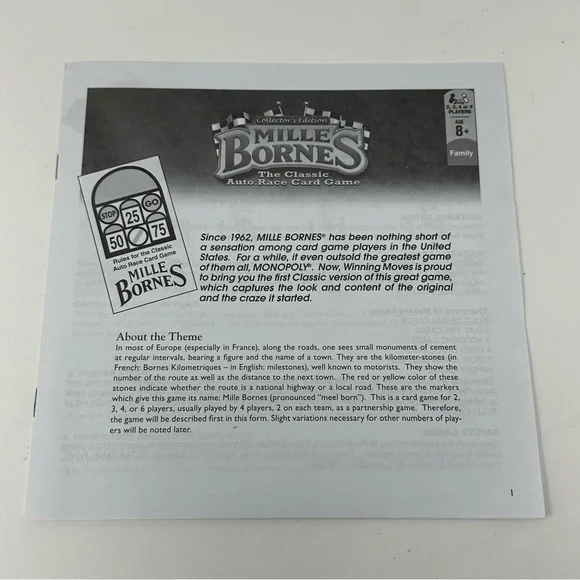 Collector's Edition
MILLE
BORNES
The Classic
Auto Race Card Game
2, 3, 4 or 6
PLAYERS
AGE
8+
Family
STOP
25
GO
50
75
Rules for the Classic
Auto Race Card Game
MILLE
BORNES
Since 1962, MILLE BORNES® has been nothing short of
a sensation among card game players in the United
States. For a while, it even outsold the greatest game
of them all, MONOPOLY®. Now, Winning Moves is proud
to bring you the first Classic version of this great game,
which captures the look and content of the original
and the craze it started.
About the Theme
In most of Europe (especially in France), along the roads, one sees small monuments of cement
at regular intervals, bearing a figure and the name of a town. They are the kilometer-stones (in
French: Bornes Kilometriques – in English: milestones), well known to motorists. They show the
number of the route as well as the distance to the next town. The red or yellow color of these
stones indicate whether the route is a national highway or a local road. These are the markers
which give this game its name: Mille Bornes (pronounced “meel born”). This is a card game for 2,
3, 4, or 6 players, usually played by 4 players, 2 on each team, as a partnership game. Therefore,
the game will be described first in this form. Slight variations necessary for other numbers of play-
ers will be noted later.
1